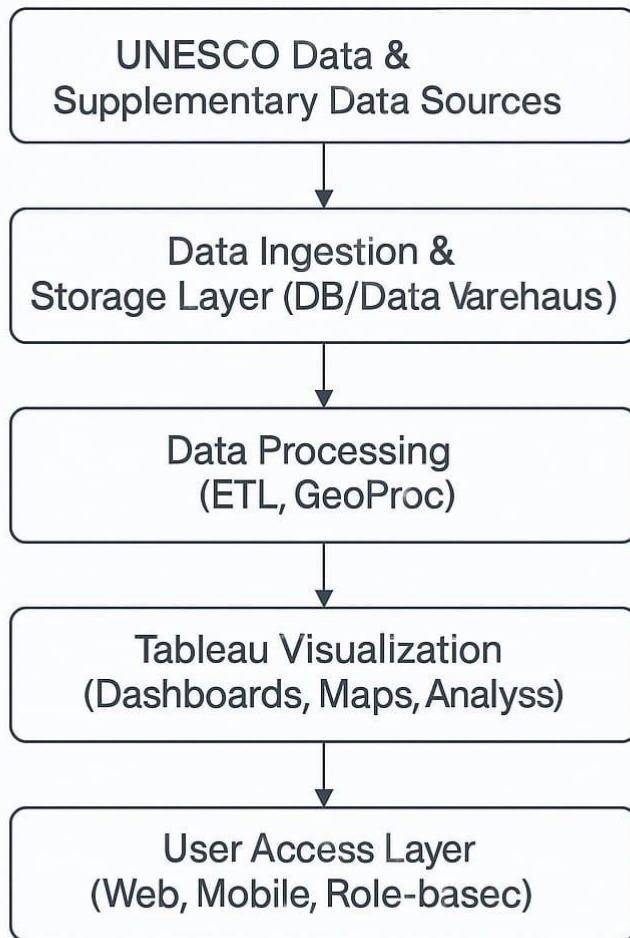 UNESCO Data &
Supplementary Data Sources
Data Ingestion &
Storage Layer (DB/Data Varehaus)
Data Processing
(ETL, GeoProc)
Tableau Visualization
(Dashboards, Maps, Analyss)
User Access Layer
(Web, Mobile, Role-basec)